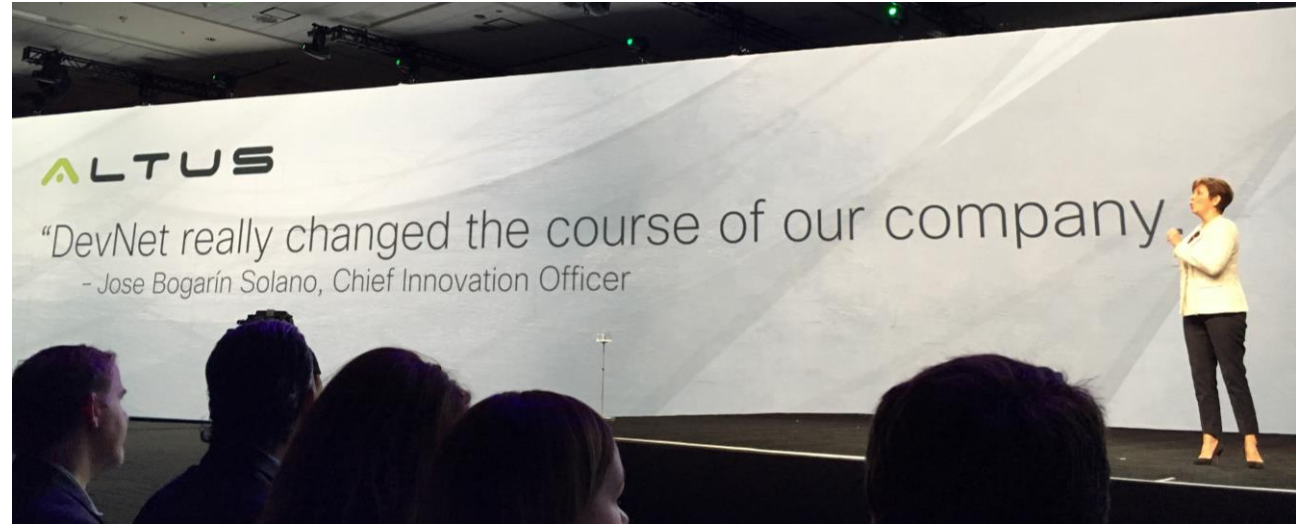 ALTUS
“DevNet really changed the course of our company.
– Jose Bogarín Solano, Chief Innovation Officer